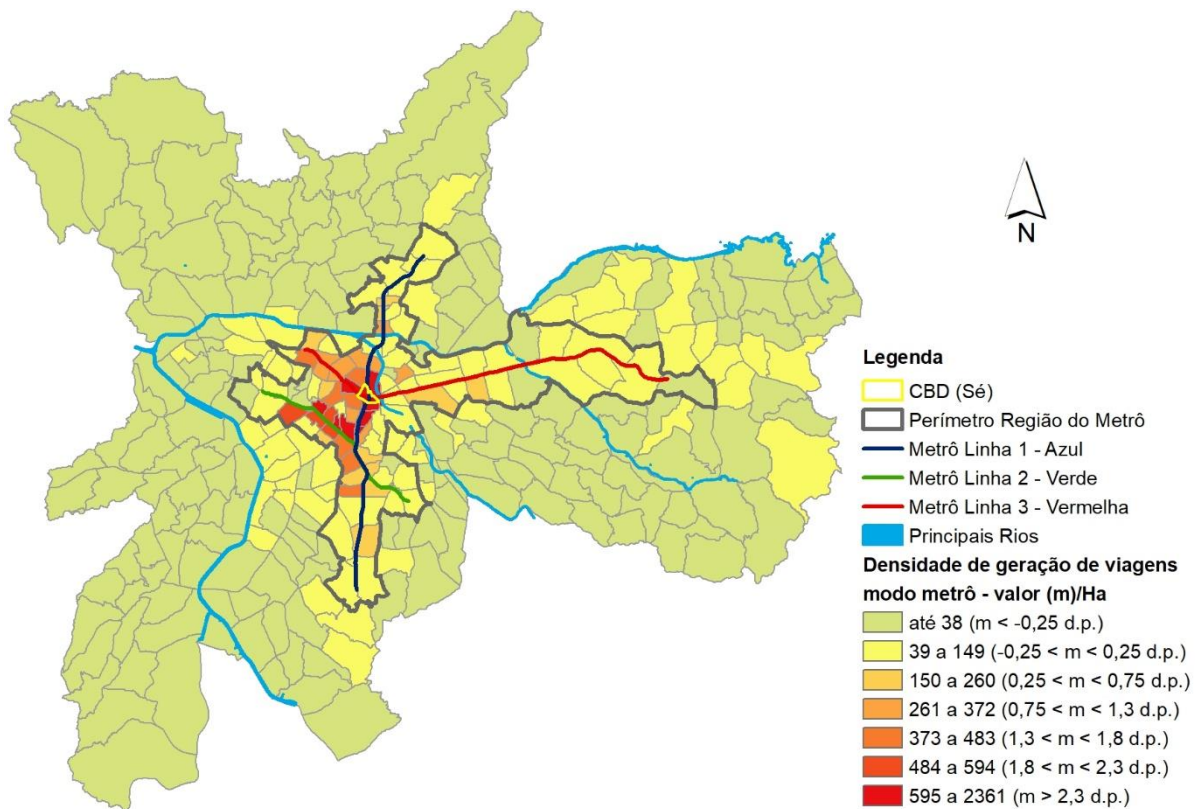 N
Legenda
CBD (Sé)
Perímetro Região do Metrô
Metrô Linha 1 - Azul
Metrô Linha 2 - Verde
Metrô Linha 3 - Vermelha
Principais Rios
Densidade de geração de viagens
modo metrô - valor (m)/Ha
até 38 (m < -0,25 d.p.)
39 a 149 (-0,25 < m < 0,25 d.p.)
150 a 260 (0,25 < m < 0,75 d.p.)
261 a 372 (0,75 < m < 1,3 d.p.)
373 a 483 (1,3 < m < 1,8 d.p.)
484 a 594 (1,8 < m < 2,3 d.p.)
595 a 2361 (m > 2,3 d.p.)